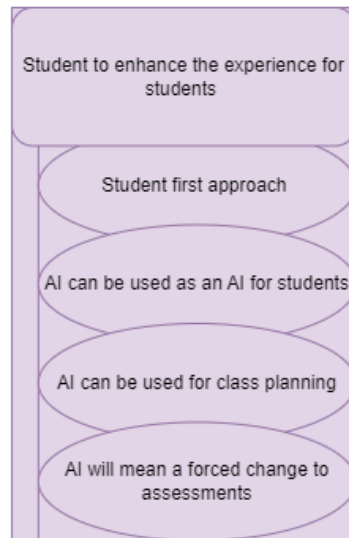 Student to enhance the experience for
students
Student first approach
AI can be used as an AI for students
AI can be used for class planning
AI will mean a forced change to
assessments